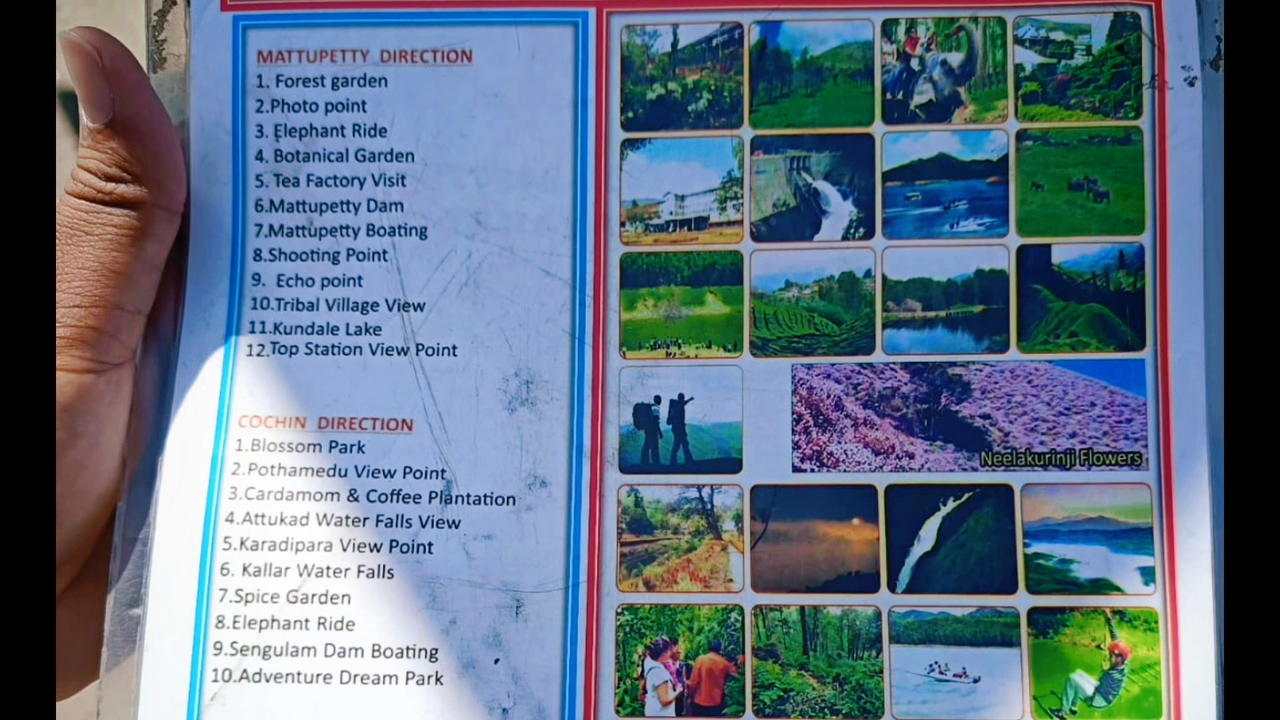 MATTUPETTY DIRECTION
1. Forest garden
2.Photo point
3. Elephant Ride
4. Botanical Garden
5. Tea Factory Visit
6.Mattupetty Dam
7.Mattupetty Boating
8.Shooting Point
9. Echo point
10.Tribal Village View
11.Kundale Lake
12.Top Station View Point
COCHIN DIRECTION
1.Blossom Park
2.Pothamedu View Point
3.Cardamom & Coffee Plantation
4.Attukad Water Falls View
5.Karadipara View Point
6. Kallar Water Falls
7.Spice Garden
8.Elephant Ride
9.Sengulam Dam Boating
10.Adventure Dream Park
Neelakurinji Flowers